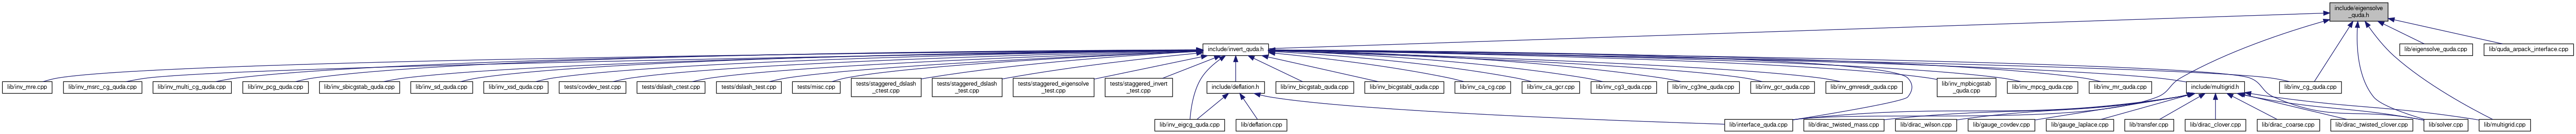 include/eigensolve
_quda.h
include/invert_quda.h
lib/eigensolve_quda.cpp
lib/quda_arpack_interface.cpp
lib/inv_mre.cpp
lib/inv_msrc_cg_quda.cpp
lib/inv_multi_cg_quda.cpp
lib/inv_pcg_quda.cpp
lib/inv_sbicgstab_quda.cpp
lib/inv_sd_quda.cpp
lib/inv_xsd_quda.cpp
tests/covdev_test.cpp
tests/dslash_ctest.cpp
tests/dslash_test.cpp
tests/misc.cpp
tests/staggered_dslash
_ctest.cpp
tests/staggered_dslash
_test.cpp
tests/staggered_eigensolve
_test.cpp
tests/staggered_invert
_test.cpp
include/deflation.h
lib/inv_bicgstab_quda.cpp
lib/inv_bicgstabl_quda.cpp
lib/inv_ca_cg.cpp
lib/inv_ca_gcr.cpp
lib/inv_cg3_quda.cpp
lib/inv_cg3ne_quda.cpp
lib/inv_gcr_quda.cpp
lib/inv_gmresdr_quda.cpp
lib/inv_mpbicgstab
_quda.cpp
lib/inv_mpcg_quda.cpp
lib/inv_mr_quda.cpp
include/multigrid.h
lib/inv_cg_quda.cpp
lib/inv_eigcg_quda.cpp
lib/deflation.cpp
lib/interface_quda.cpp
lib/dirac_twisted_mass.cpp
lib/dirac_wilson.cpp
lib/gauge_covdev.cpp
lib/gauge_laplace.cpp
lib/transfer.cpp
lib/dirac_clover.cpp
lib/dirac_coarse.cpp
lib/dirac_twisted_clover.cpp
lib/solver.cpp
lib/multigrid.cpp